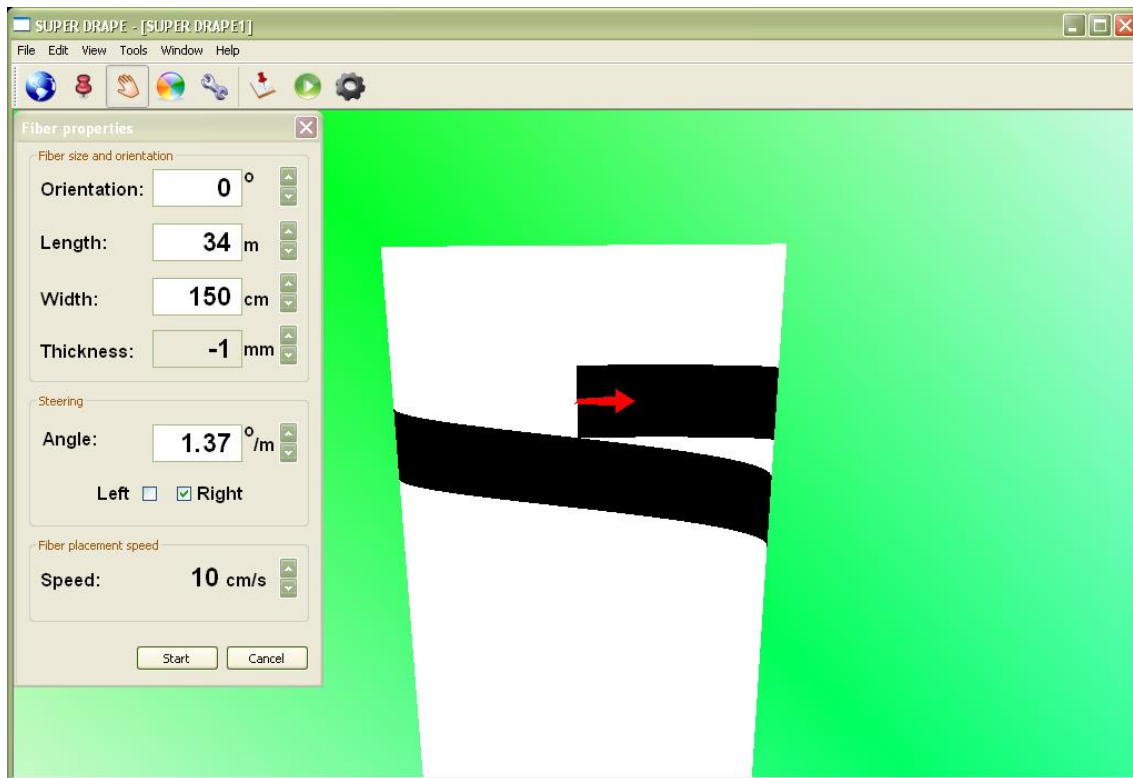 SUPER DRAPE - [SUPER DRAPE1]
File Edit View Tools Window Help
Fiber properties
Fiber size and orientation
Orientation: 0 °
Length: 34 m
Width: 150 cm
Thickness: -1 mm
Steering
Angle: 1.37 °/m
Left Right
Fiber placement speed
Speed: 10 cm/s
Start Cancel